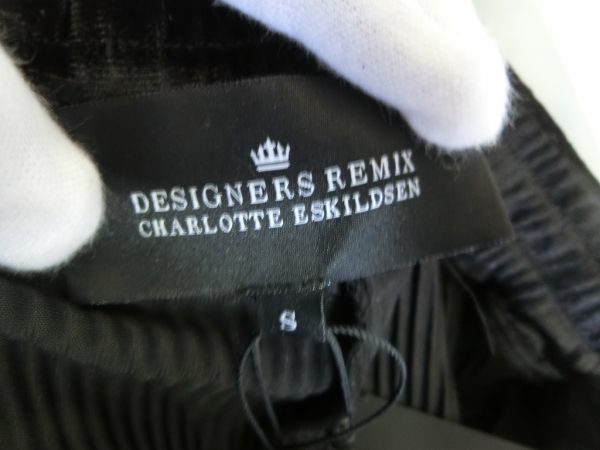 DESIGNERS REMIX
CHARLOTTE ESKILDSEN
S